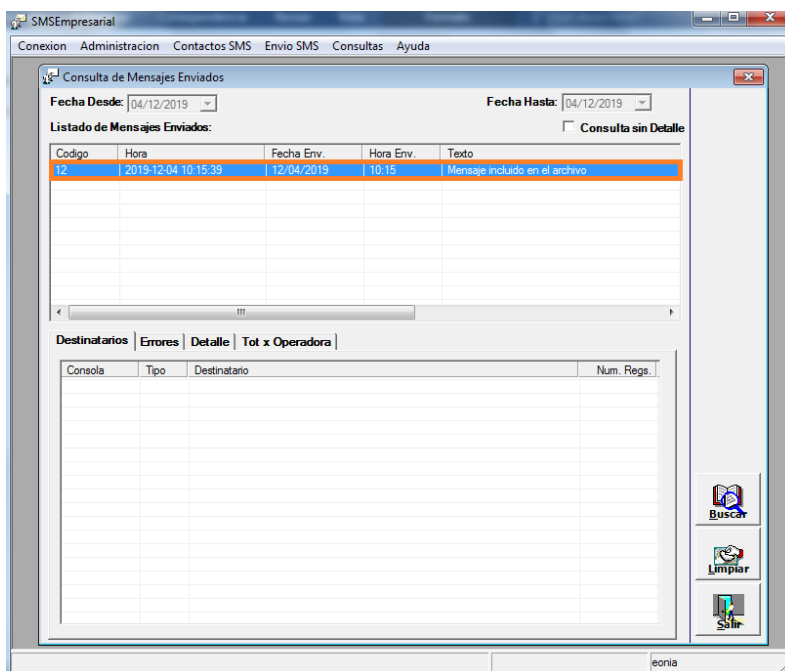 SMSEmpresarial
Conexion Administracion Contactos SMS Envio SMS Consultas Ayuda
Consulta de Mensajes Enviados
Fecha Desde: 04/12/2019 Fecha Hasta: 04/12/2019
Listado de Mensajes Enviados: Consulta sin Detalle
Codigo Hora Fecha Env. Hora Env. Texto
12 | 2019-12-04 10:15:39 | 12/04/2019 | 10:15 | Mensaje incluido en el archivo
Destinatarios Errores Detalle Tot x Operadora
Consola Tipo Destinatario Num. Regs.
Buscar
Limpiar
Salir
eonia